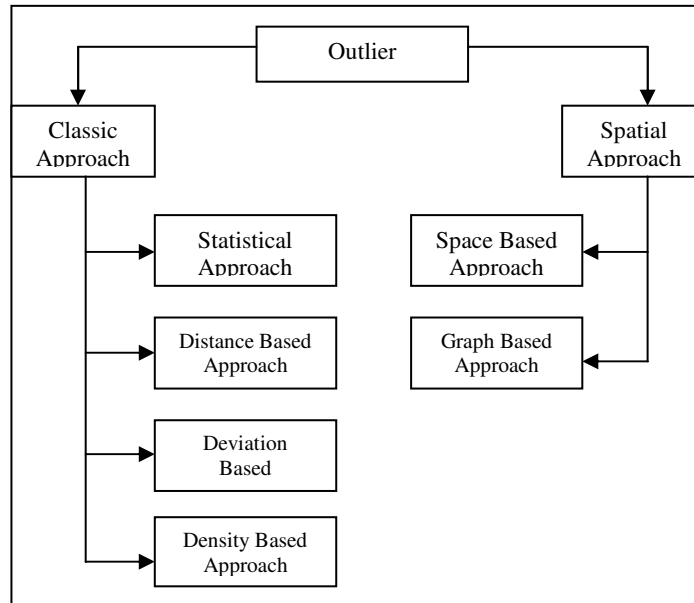 Outlier
Classic
Approach
Spatial
Approach
Statistical
Approach
Space Based
Approach
Distance Based
Approach
Graph Based
Approach
Deviation
Based
Density Based
Approach